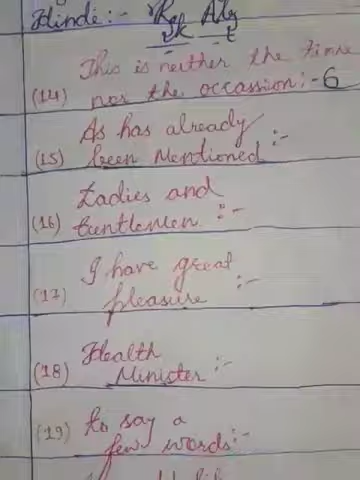 Hindi:-
This is neither the time
(14) nor the occassion:-6
As has already
(15) been Mentioned :-
Ladies and
(16) Gentlemen :-
I have great
(17) pleasure :-
Health
(18) Minister :-
to say a
(19) few words:-